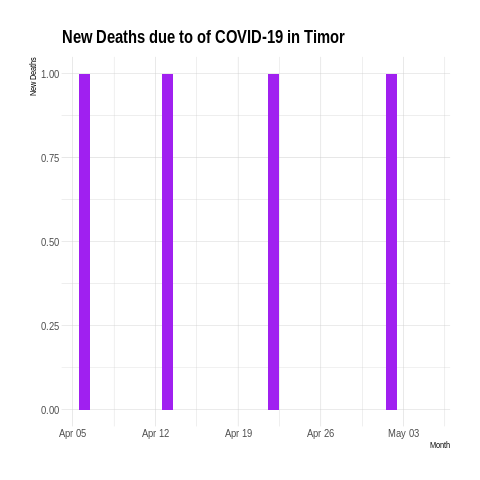 New Deaths due to of COVID-19 in Timor
New Deaths
1.00
0.75
0.50
0.25
0.00
Apr 05 Apr 12 Apr 19 Apr 26 May 03
Month